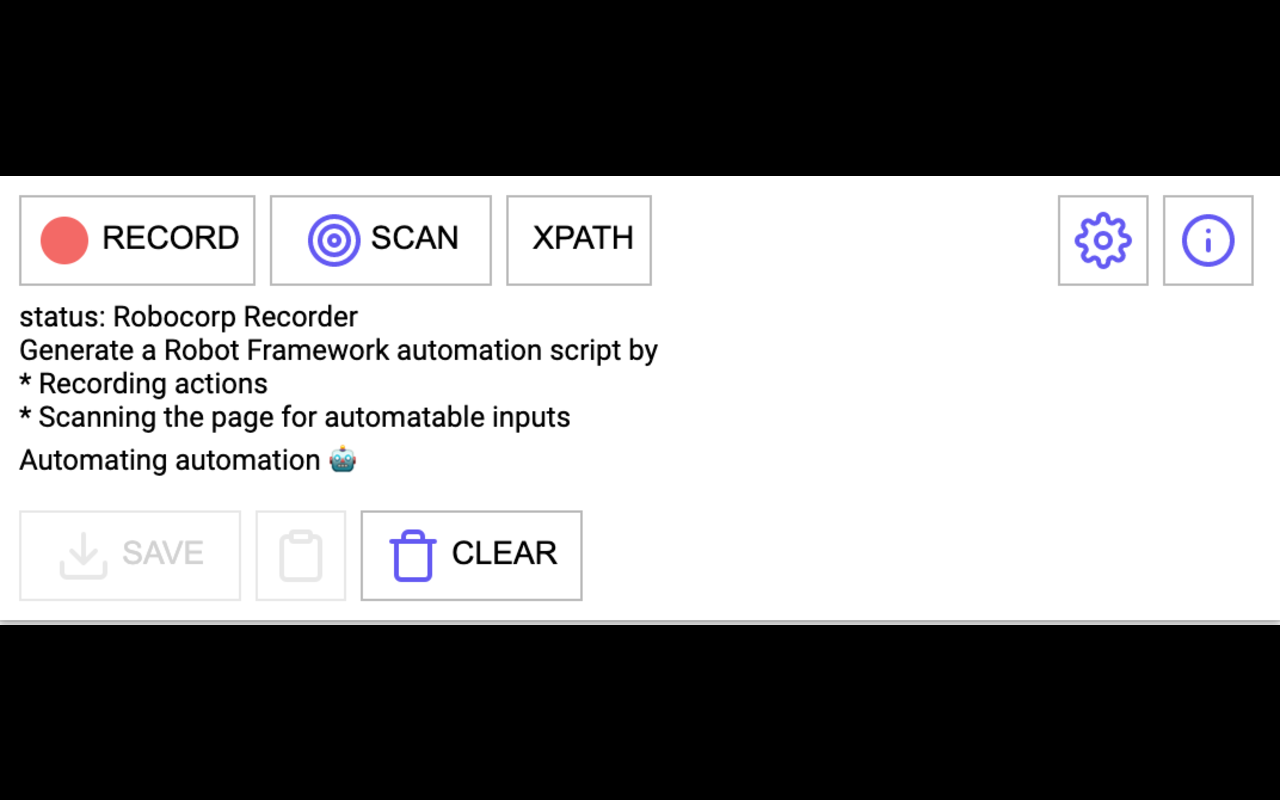 RECORD SCAN XPATH
status: Robocorp Recorder
Generate a Robot Framework automation script by
* Recording actions
* Scanning the page for automatable inputs
Automating automation 🤖
SAVE CLEAR